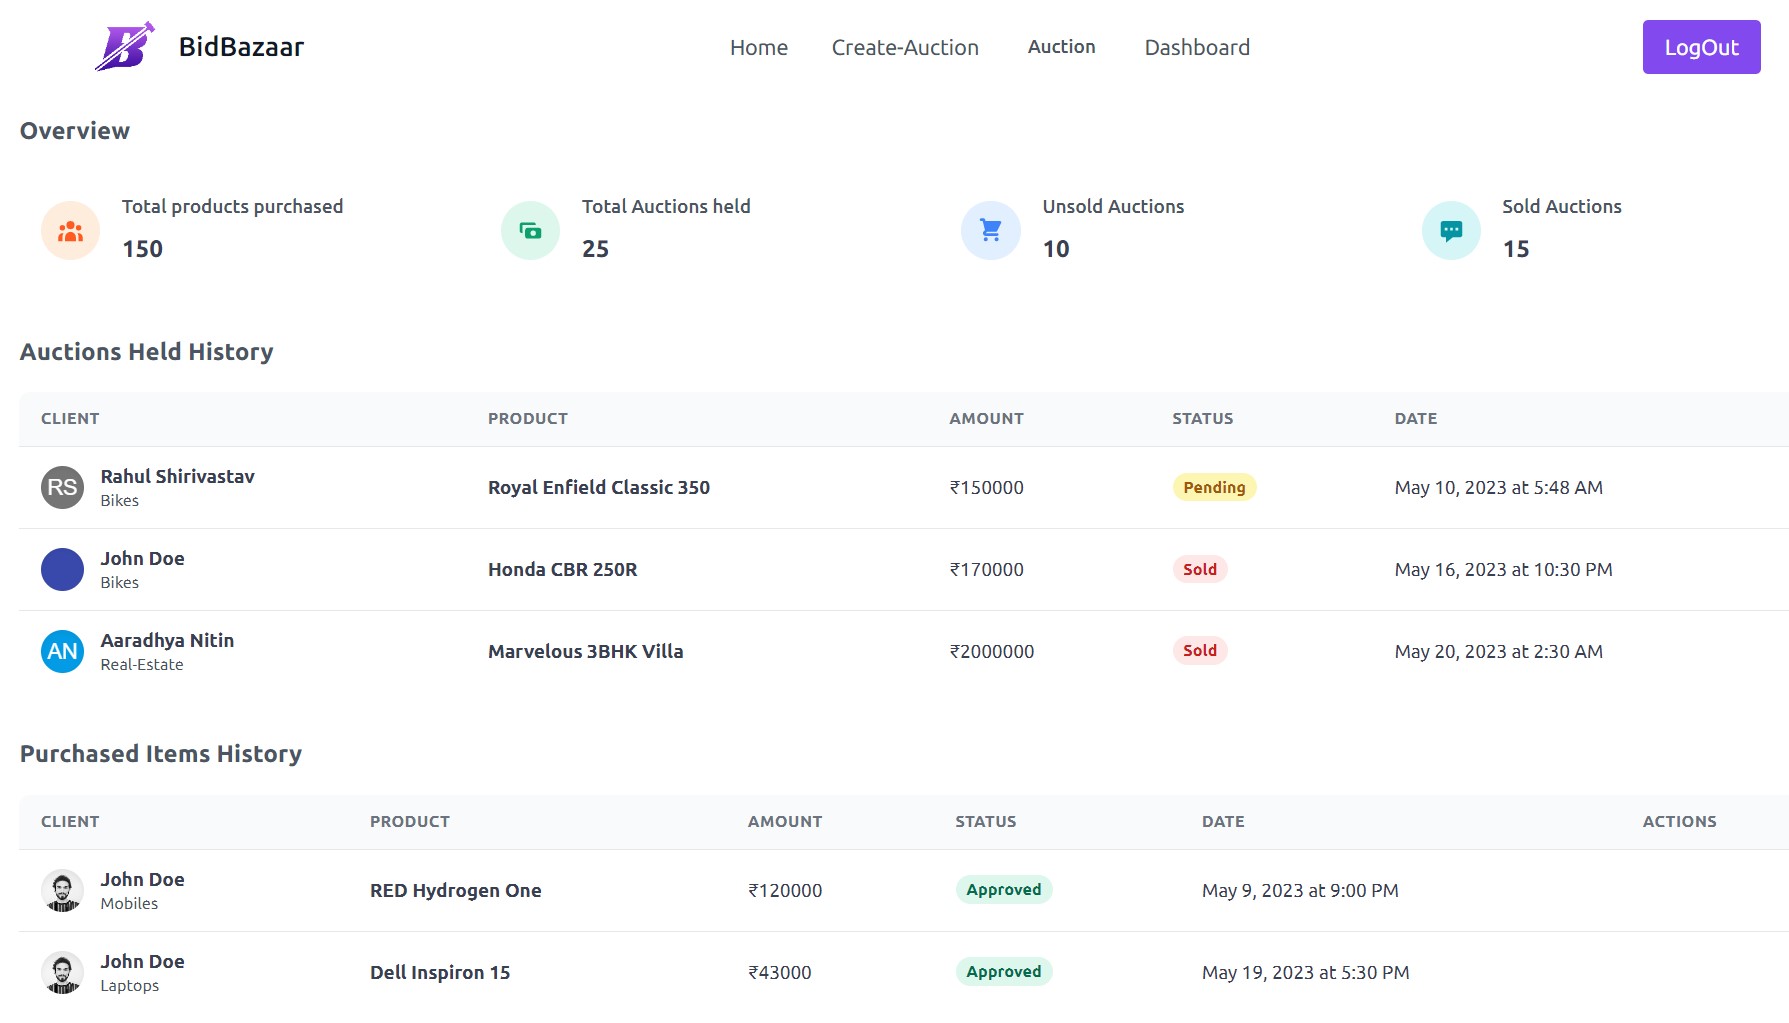 BidBazaar
Home Create-Auction Auction Dashboard LogOut
Overview
Total products purchased
150
Total Auctions held
25
Unsold Auctions
10
Sold Auctions
15
Auctions Held History
CLIENT PRODUCT AMOUNT STATUS DATE
RS Rahul Shirivastav
Bikes
Royal Enfield Classic 350 ₹150000 Pending May 10, 2023 at 5:48 AM
John Doe
Bikes
Honda CBR 250R ₹170000 Sold May 16, 2023 at 10:30 PM
AN Aaradhya Nitin
Real-Estate
Marvelous 3BHK Villa ₹2000000 Sold May 20, 2023 at 2:30 AM
Purchased Items History
CLIENT PRODUCT AMOUNT STATUS DATE ACTIONS
John Doe
Mobiles
RED Hydrogen One ₹120000 Approved May 9, 2023 at 9:00 PM
John Doe
Laptops
Dell Inspiron 15 ₹43000 Approved May 19, 2023 at 5:30 PM